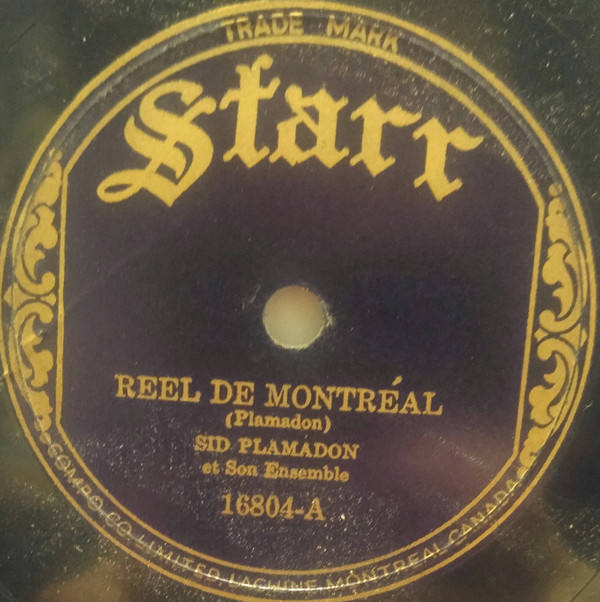 TRADE MARK
Starr
REEL DE MONTRÉAL
(Plamadon)
SID PLAMADON
et Son Ensemble
16804-A
COMPO CO. LIMITED, LACHINE, MONTREAL, CANADA